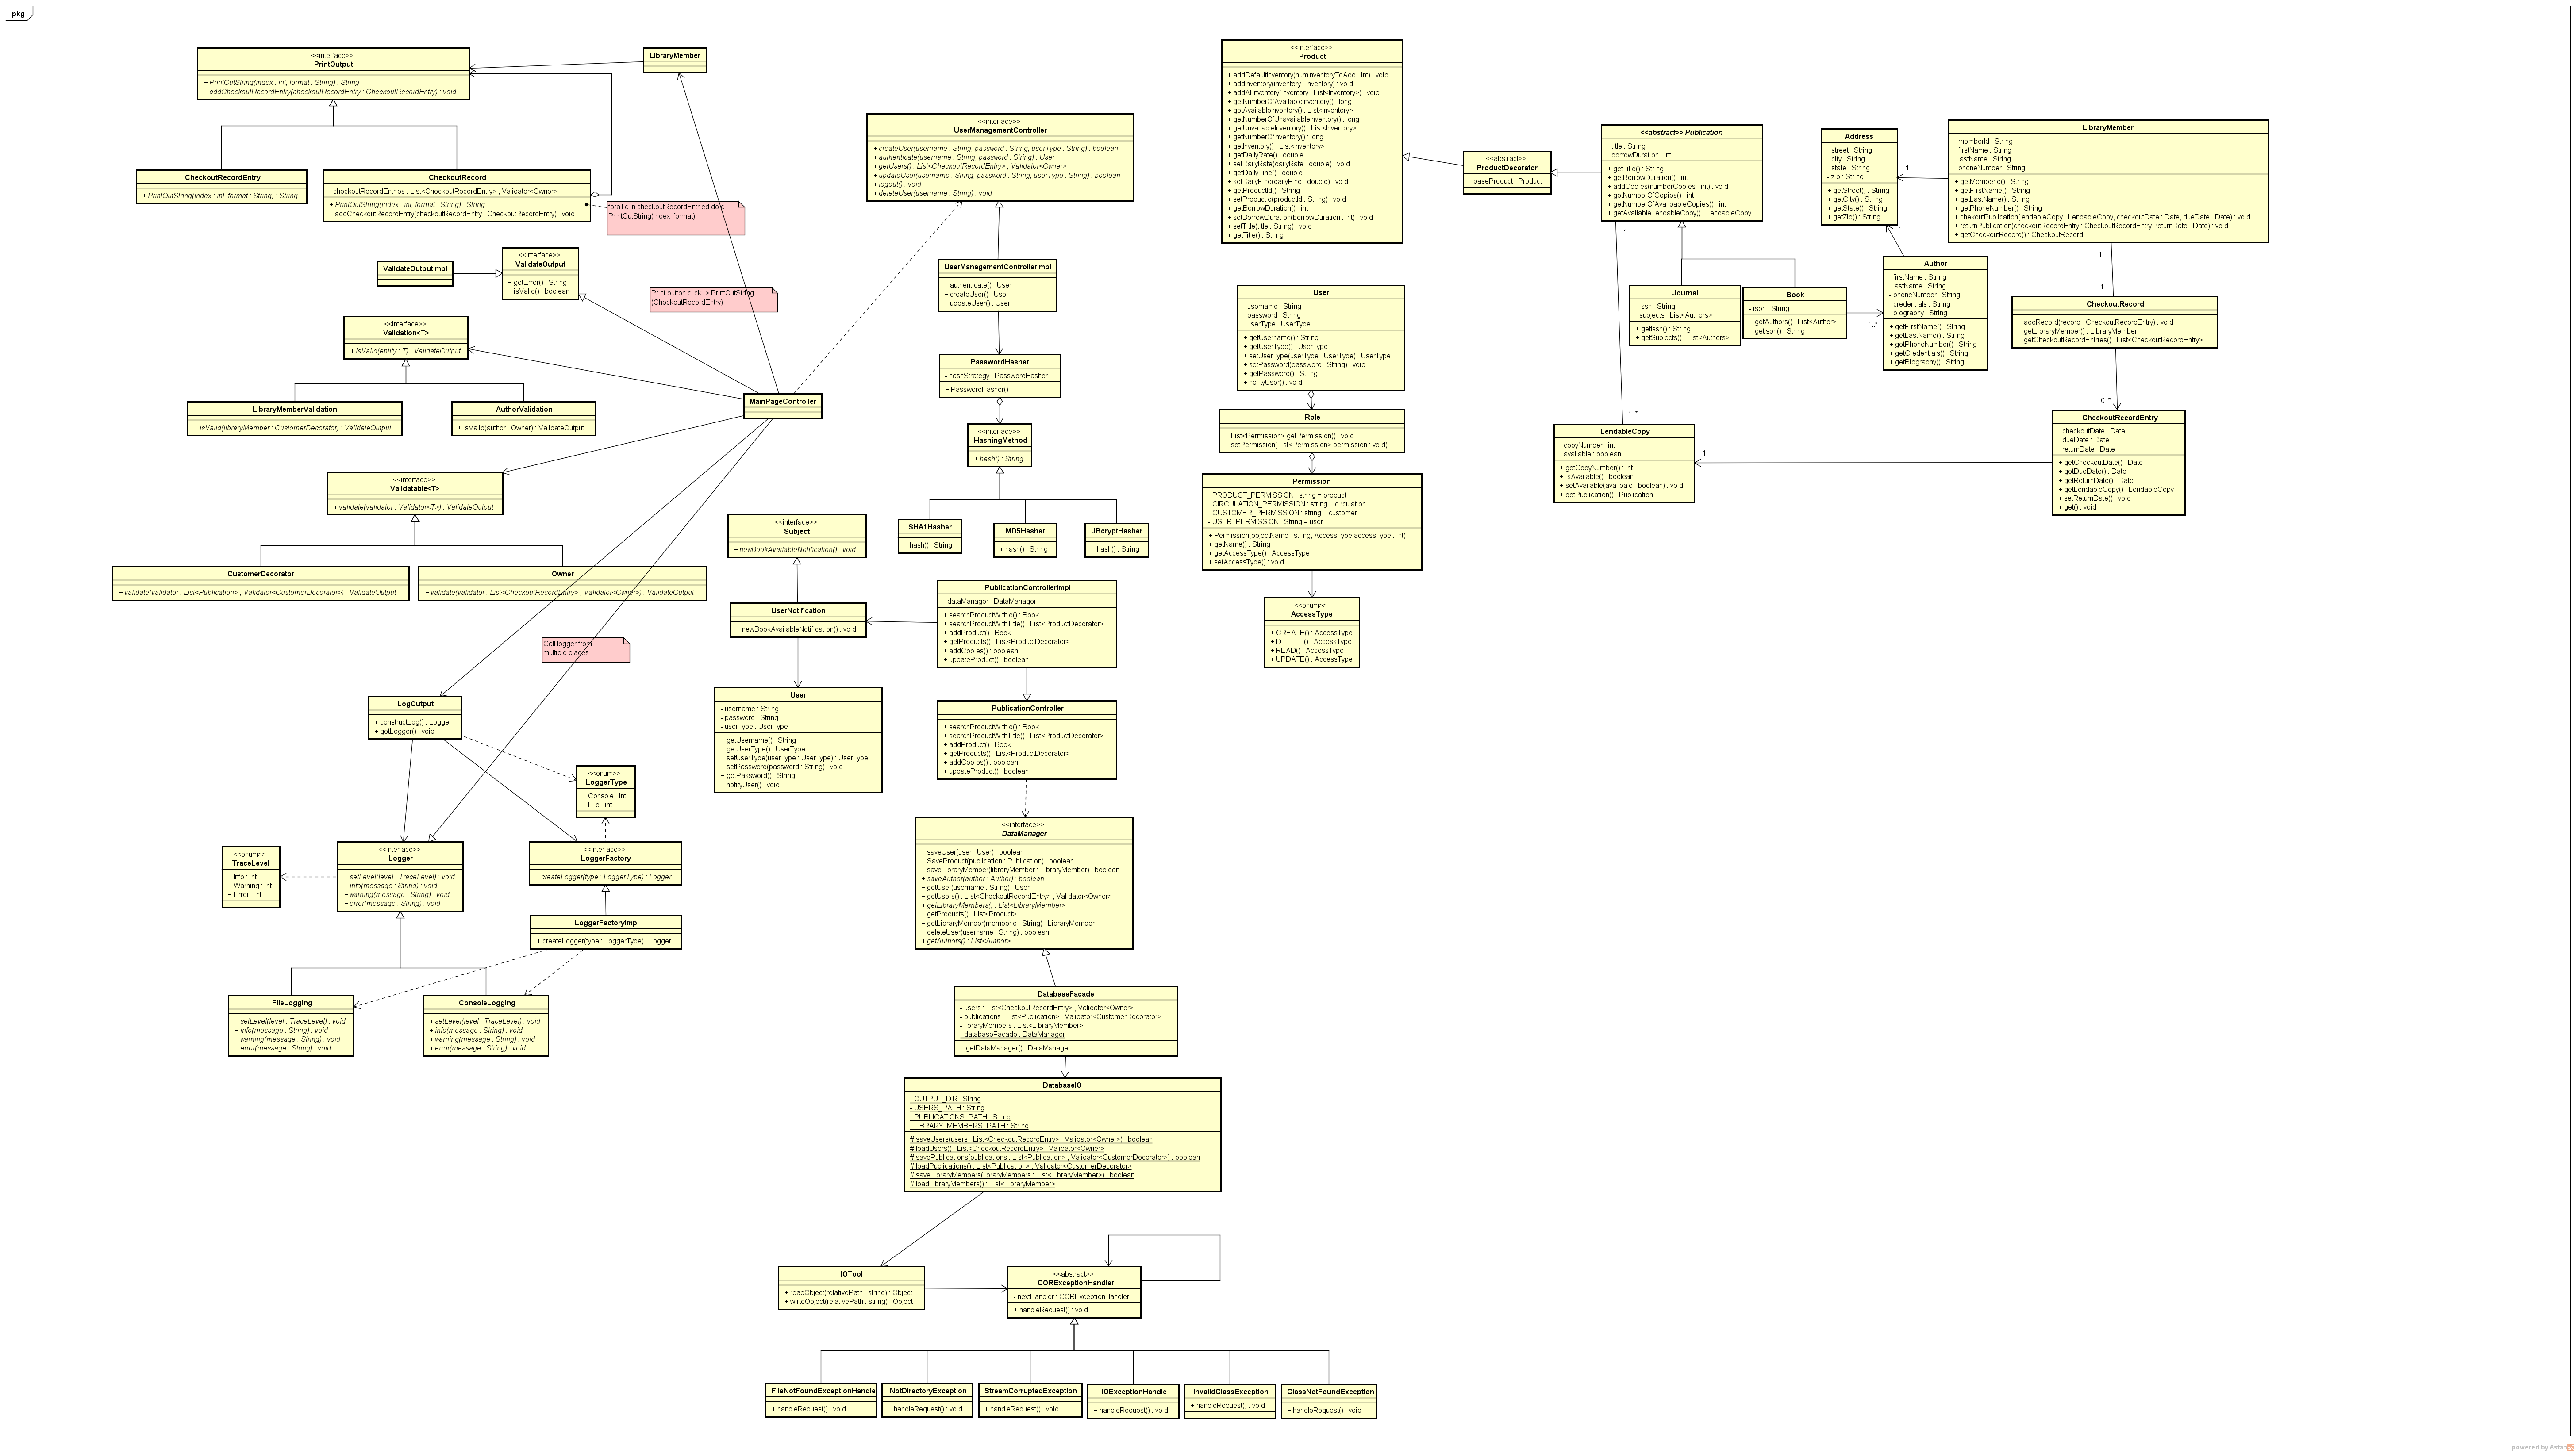 pkg
<<interface>>
PrintOutput
+ PrintOutString(index : int, format : String) : String
+ addCheckoutRecordEntry(checkoutRecordEntry : CheckoutRecordEntry) : void
LibraryMember
CheckoutRecordEntry
+ PrintOutString(index : int, format : String) : String
CheckoutRecord
- checkoutRecordEntries : List<CheckoutRecordEntry> , Validator<Owner>
+ PrintOutString(index : int, format : String) : String
+ addCheckoutRecordEntry(checkoutRecordEntry : CheckoutRecordEntry) : void
forall c in checkoutRecordEntried do c.
PrintOutString(index, format)
ValidateOutputImpl
<<interface>>
ValidateOutput
+ getError() : String
+ isValid() : boolean
Print button click -> PrintOutString
(CheckoutRecordEntry)
<<interface>>
Validation<T>
+ isValid(entity : T) : ValidateOutput
LibraryMemberValidation
+ isValid(libraryMember : CustomerDecorator) : ValidateOutput
AuthorValidation
+ isValid(author : Owner) : ValidateOutput
MainPageController
<<interface>>
Validatable<T>
+ validate(validator : Validator<T>) : ValidateOutput
CustomerDecorator
+ validate(validator : List<Publication> , Validator<CustomerDecorator>) : ValidateOutput
Owner
+ validate(validator : List<CheckoutRecordEntry> , Validator<Owner>) : ValidateOutput
Call logger from
multiple places
LogOutput
+ constructLog() : Logger
+ getLogger() : void
<<enum>>
LoggerType
+ Console : int
+ File : int
<<enum>>
TraceLevel
+ Info : int
+ Warning : int
+ Error : int
<<interface>>
Logger
+ setLevel(level : TraceLevel) : void
+ info(message : String) : void
+ warning(message : String) : void
+ error(message : String) : void
<<interface>>
LoggerFactory
+ createLogger(type : LoggerType) : Logger
LoggerFactoryImpl
+ createLogger(type : LoggerType) : Logger
FileLogging
+ setLevel(level : TraceLevel) : void
+ info(message : String) : void
+ warning(message : String) : void
+ error(message : String) : void
ConsoleLogging
+ setLevel(level : TraceLevel) : void
+ info(message : String) : void
+ warning(message : String) : void
+ error(message : String) : void
<<interface>>
UserManagementController
+ createUser(username : String, password : String, userType : String) : boolean
+ authenticate(username : String, password : String) : User
+ getUsers() : List<CheckoutRecordEntry> , Validator<Owner>
+ updateUser(username : String, password : String, userType : String) : boolean
+ logout() : void
+ deleteUser(username : String) : void
UserManagementControllerImpl
+ authenticate() : User
+ createUser() : User
+ updateUser() : User
PasswordHasher
- hashStrategy : PasswordHasher
+ PasswordHasher()
<<interface>>
HashingMethod
+ hash() : String
SHA1Hasher
+ hash() : String
MD5Hasher
+ hash() : String
JBcryptHasher
+ hash() : String
<<interface>>
Subject
+ newBookAvailableNotification() : void
UserNotification
+ newBookAvailableNotification() : void
User
- username : String
- password : String
- userType : UserType
+ getUsername() : String
+ getUserType() : UserType
+ setUserType(userType : UserType) : UserType
+ setPassword(password : String) : void
+ getPassword() : String
+ nofityUser() : void
PublicationControllerImpl
- dataManager : DataManager
+ searchProductWithId() : Book
+ searchProductWithTitle() : List<ProductDecorator>
+ addProduct() : Book
+ getProducts() : List<ProductDecorator>
+ addCopies() : boolean
+ updateProduct() : boolean
PublicationController
+ searchProductWithId() : Book
+ searchProductWithTitle() : List<ProductDecorator>
+ addProduct() : Book
+ getProducts() : List<ProductDecorator>
+ addCopies() : boolean
+ updateProduct() : boolean
<<interface>>
DataManager
+ saveUser(user : User) : boolean
+ SaveProduct(publication : Publication) : boolean
+ saveLibraryMember(libraryMember : LibraryMember) : boolean
+ saveAuthor(author : Author) : boolean
+ getUser(username : String) : User
+ getUsers() : List<CheckoutRecordEntry> , Validator<Owner>
+ getLibraryMembers() : List<LibraryMember>
+ getProducts() : List<Product>
+ getLibraryMember(memberId : String) : LibraryMember
+ deleteUser(username : String) : boolean
+ getAuthors() : List<Author>
DatabaseFacade
- users : List<CheckoutRecordEntry> , Validator<Owner>
- publications : List<Publication> , Validator<CustomerDecorator>
- libraryMembers : List<LibraryMember>
- databaseFacade : DataManager
+ getDataManager() : DataManager
DatabaseIO
- OUTPUT_DIR : String
- USERS_PATH : String
- PUBLICATIONS_PATH : String
- LIBRARY_MEMBERS_PATH : String
# saveUsers(users : List<CheckoutRecordEntry> , Validator<Owner>) : boolean
# loadUsers() : List<CheckoutRecordEntry> , Validator<Owner>
# savePublications(publications : List<Publication> , Validator<CustomerDecorator>) : boolean
# loadPublications() : List<Publication> , Validator<CustomerDecorator>
# saveLibraryMembers(libraryMembers : List<LibraryMember>) : boolean
# loadLibraryMembers() : List<LibraryMember>
IOTool
+ readObject(relativePath : string) : Object
+ wirteObject(relativePath : string) : Object
<<abstract>>
CORExceptionHandler
- nextHandler : CORExceptionHandler
+ handleRequest() : void
FileNotFoundExceptionHandle
+ handleRequest() : void
NotDirectoryException
+ handleRequest() : void
StreamCorruptedException
+ handleRequest() : void
IOExceptionHandle
+ handleRequest() : void
InvalidClassException
+ handleRequest() : void
ClassNotFoundException
+ handleRequest() : void
<<interface>>
Product
+ addDefaultInventory(numInventoryToAdd : int) : void
+ addInventory(inventory : Inventory) : void
+ addAllInventory(inventory : List<Inventory>) : void
+ getNumberOfAvailableInventory() : long
+ getAvailableInventory() : List<Inventory>
+ getNumberOfUnavailableInventory() : long
+ getUnvailableInventory() : List<Inventory>
+ getNumberOfInventory() : long
+ getInventory() : List<Inventory>
+ getDailyRate() : double
+ setDailyRate(dailyRate : double) : void
+ getDailyFine() : double
+ setDailyFine(dailyFine : double) : void
+ getProductId() : String
+ setProductId(productId : String) : void
+ getBorrowDuration() : int
+ setBorrowDuration(borrowDuration : int) : void
+ setTitle(title : String) : void
+ getTitle() : String
<<abstract>>
ProductDecorator
- baseProduct : Product
User
- username : String
- password : String
- userType : UserType
+ getUsername() : String
+ getUserType() : UserType
+ setUserType(userType : UserType) : UserType
+ setPassword(password : String) : void
+ getPassword() : String
+ nofityUser() : void
Role
+ List<Permission> getPermission() : void
+ setPermission(List<Permission> permission : void)
Permission
- PRODUCT_PERMISSION : string = product
- CIRCULATION_PERMISSION : string = circulation
- CUSTOMER_PERMISSION : string = customer
- USER_PERMISSION : String = user
+ Permission(objectName : string, AccessType accessType : int)
+ getName() : String
+ getAccessType() : AccessType
+ setAccessType() : void
<<enum>>
AccessType
+ CREATE() : AccessType
+ DELETE() : AccessType
+ READ() : AccessType
+ UPDATE() : AccessType
<<abstract>> Publication
- title : String
- borrowDuration : int
+ getTitle() : String
+ getBorrowDuration() : int
+ addCopies(numberCopies : int) : void
+ getNumberOfCopies() : int
+ getNumberOfAvailbableCopies() : int
+ getAvailableLendableCopy() : LendableCopy
1
1..*
Journal
- issn : String
- subjects : List<Authors>
+ getIssn() : String
+ getSubjects() : List<Authors>
Book
- isbn : String
+ getAuthors() : List<Author>
+ getIsbn() : String
1..*
Address
- street : String
- city : String
- state : String
- zip : String
+ getStreet() : String
+ getCity() : String
+ getState() : String
+ getZip() : String
1
1
Author
- firstName : String
- lastName : String
- phoneNumber : String
- credentials : String
- biography : String
+ getFirstName() : String
+ getLastName() : String
+ getPhoneNumber() : String
+ getCredentials() : String
+ getBiography() : String
LibraryMember
- memberId : String
- firstName : String
- lastName : String
- phoneNumber : String
+ getMemberId() : String
+ getFirstName() : String
+ getLastName() : String
+ getPhoneNumber() : String
+ chekoutPublication(lendableCopy : LendableCopy, checkoutDate : Date, dueDate : Date) : void
+ returnPublication(checkoutRecordEntry : CheckoutRecordEntry, returnDate : Date) : void
+ getCheckoutRecord() : CheckoutRecord
1
1
CheckoutRecord
+ addRecord(record : CheckoutRecordEntry) : void
+ getLibraryMember() : LibraryMember
+ getCheckoutRecordEntries() : List<CheckoutRecordEntry>
0..*
CheckoutRecordEntry
- checkoutDate : Date
- dueDate : Date
- returnDate : Date
+ getCheckoutDate() : Date
+ getDueDate() : Date
+ getReturnDate() : Date
+ getLendableCopy() : LendableCopy
+ setReturnDate() : void
+ get() : void
1
LendableCopy
- copyNumber : int
- available : boolean
+ getCopyNumber() : int
+ isAvailable() : boolean
+ setAvailable(availbale : boolean) : void
+ getPublication() : Publication
powered by Astah